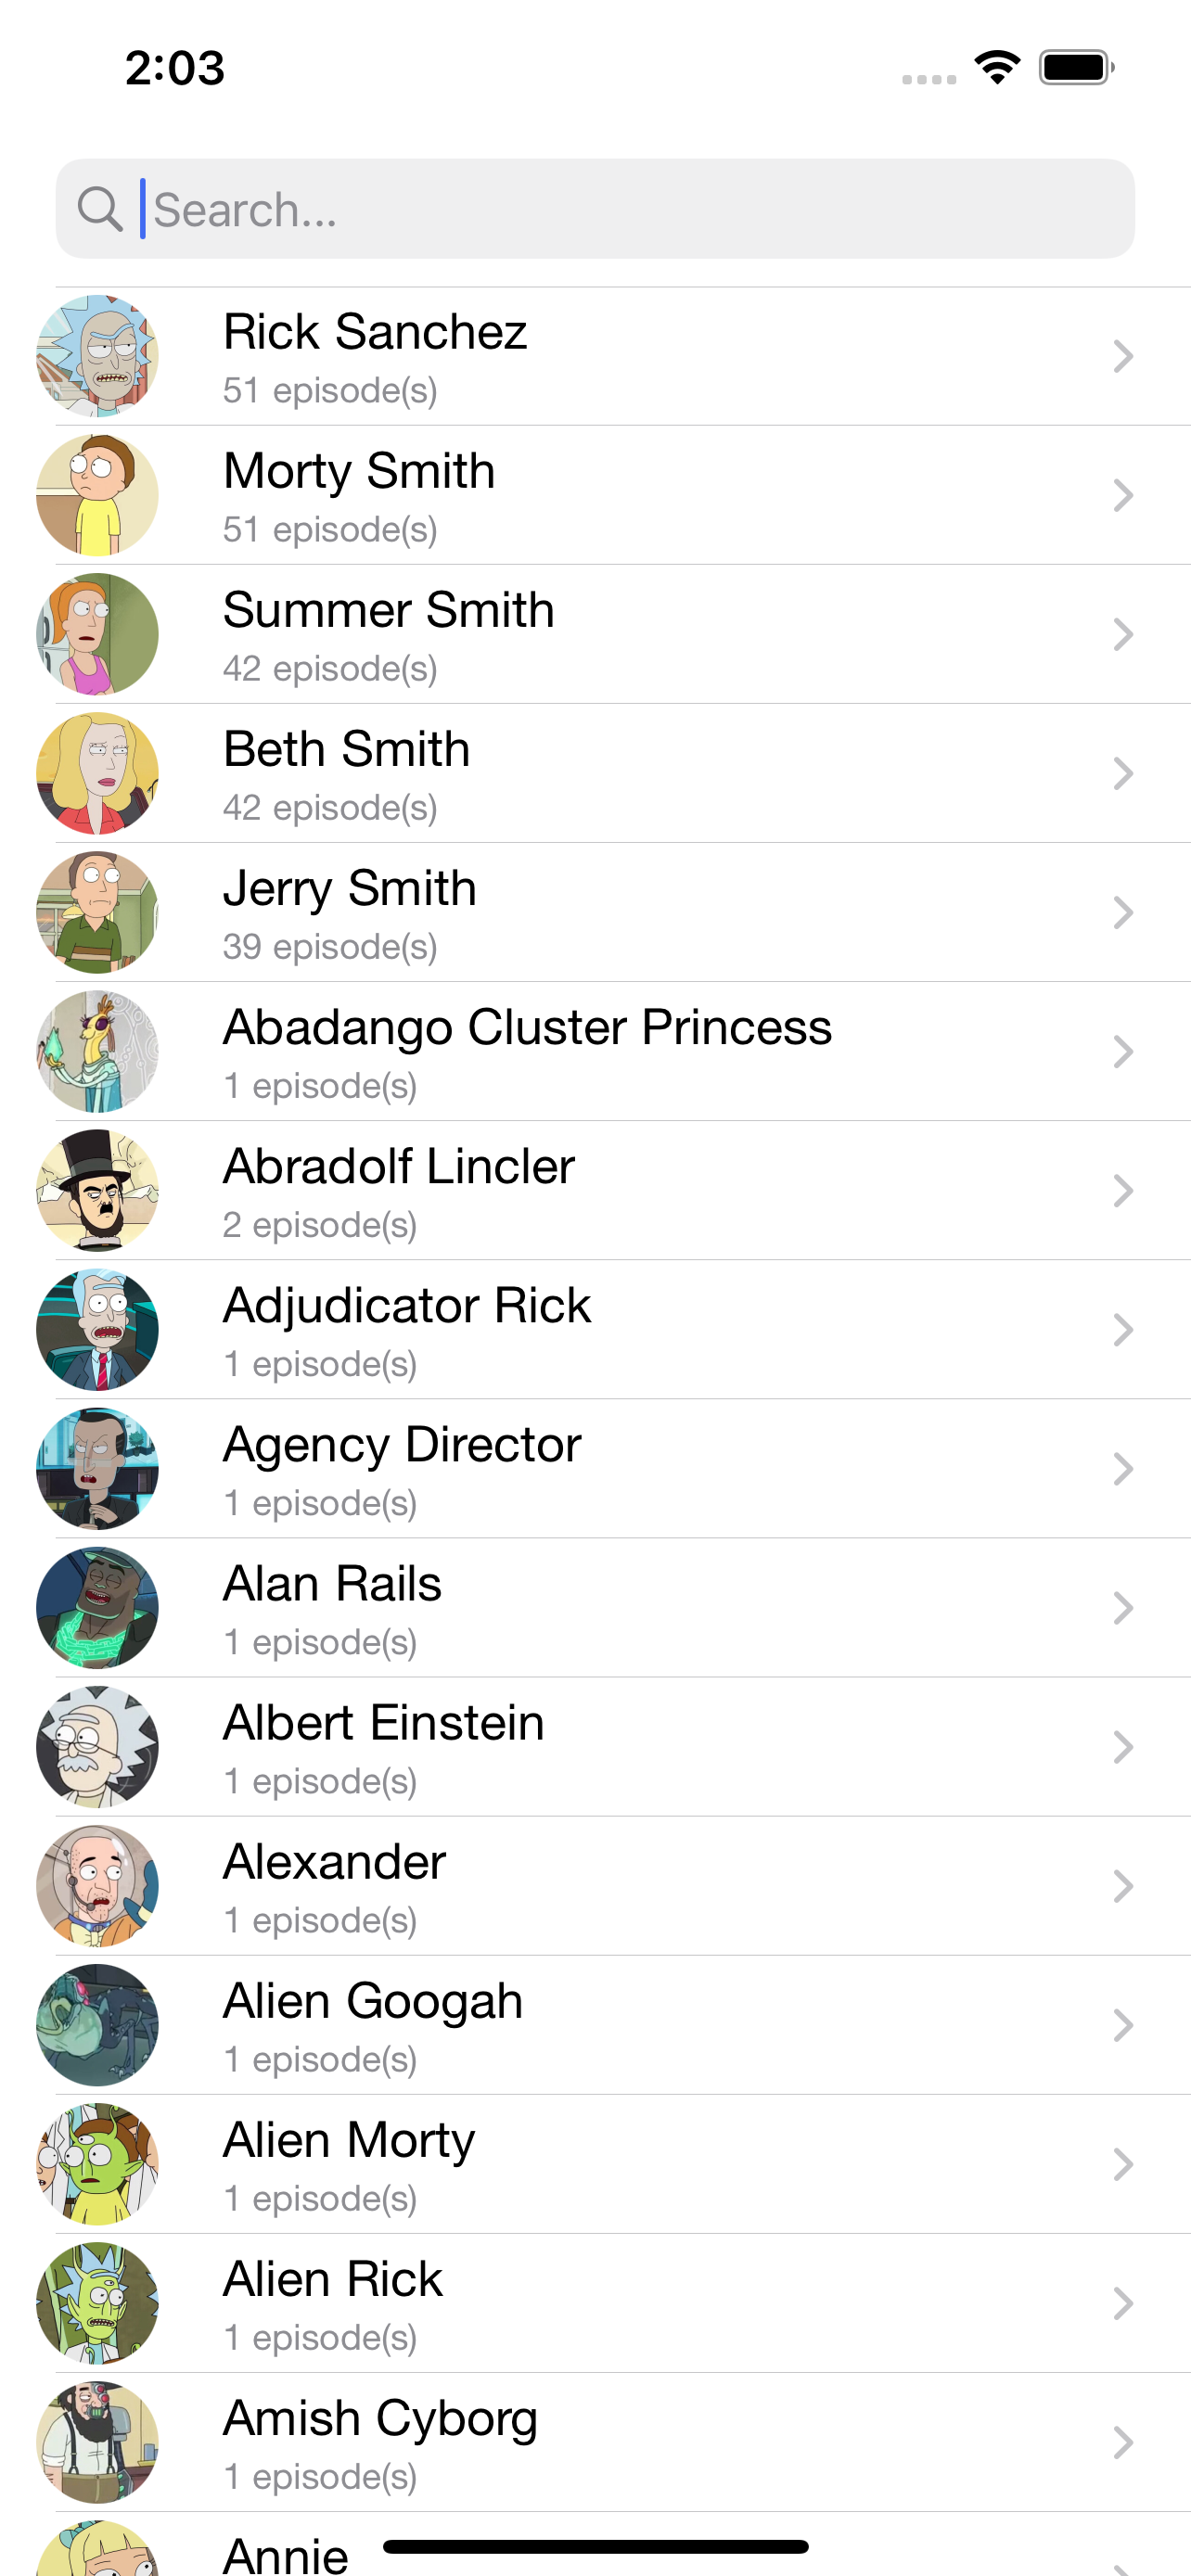 2:03
Search...
Rick Sanchez
51 episode(s)
Morty Smith
51 episode(s)
Summer Smith
42 episode(s)
Beth Smith
42 episode(s)
Jerry Smith
39 episode(s)
Abadango Cluster Princess
1 episode(s)
Abradolf Lincler
2 episode(s)
Adjudicator Rick
1 episode(s)
Agency Director
1 episode(s)
Alan Rails
1 episode(s)
Albert Einstein
1 episode(s)
Alexander
1 episode(s)
Alien Googah
1 episode(s)
Alien Morty
1 episode(s)
Alien Rick
1 episode(s)
Amish Cyborg
1 episode(s)
Annie